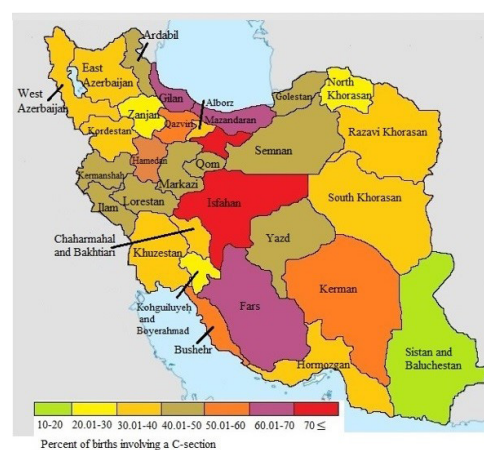 Ardabil
East
Azerbaijan
West
Azerbaijan
Gilan
Alborz
Mazandaran
Golestan
North
Khorasan
Zanjan
Qazvin
Razavi Khorasan
Kordestan
Hamedan
Semnan
Qom
Kermanshah
Markazi
Ilam
Lorestan
Isfahan
South Khorasan
Chaharmahal
and Bakhtiari
Khuzestan
Yazd
Kohguiluyeh
and
Boyerahmad
Fars
Kerman
Bushehr
Sistan and
Baluchestan
Hormozgan
10-20 20.01-30 30.01-40 40.01-50 50.01-60 60.01-70 70 ≤
Percent of births involving a C-section